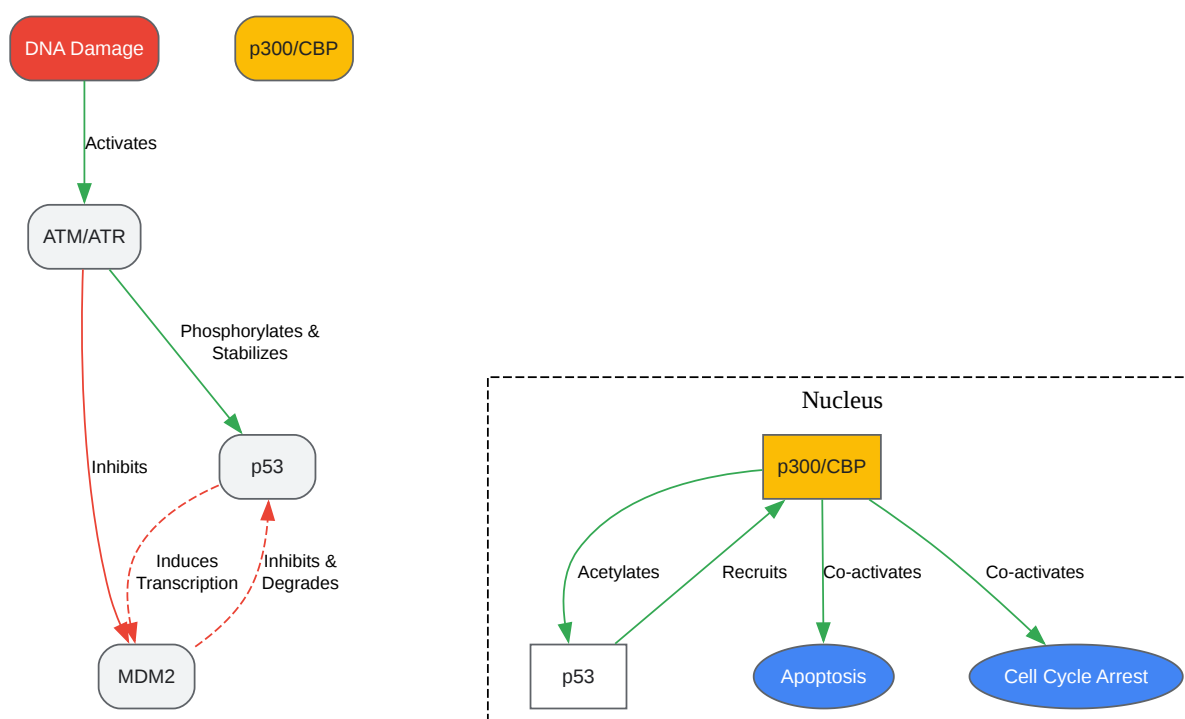 DNA Damage
p300/CBP
Activates
ATM/ATR
Phosphorylates &
Stabilizes
Nucleus
Inhibits
p53
p300/CBP
Induces
Transcription
Inhibits &
Degrades
Acetylates
Recruits
Co-activates
Co-activates
MDM2
p53
Apoptosis
Cell Cycle Arrest